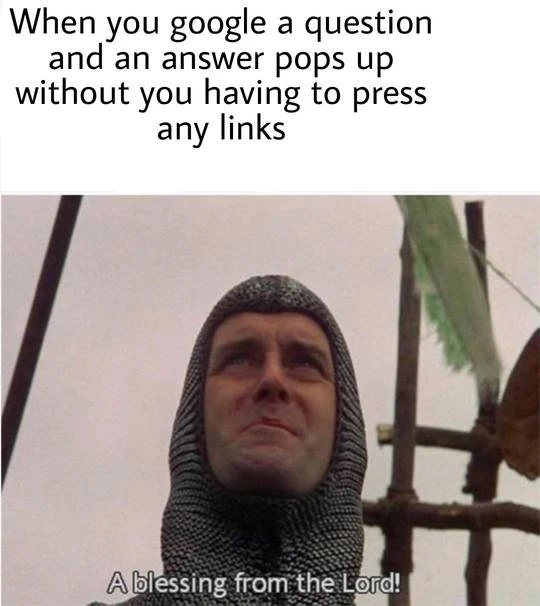 When you google a question
and an answer pops up
without you having to press
any links
A blessing from the Lord!